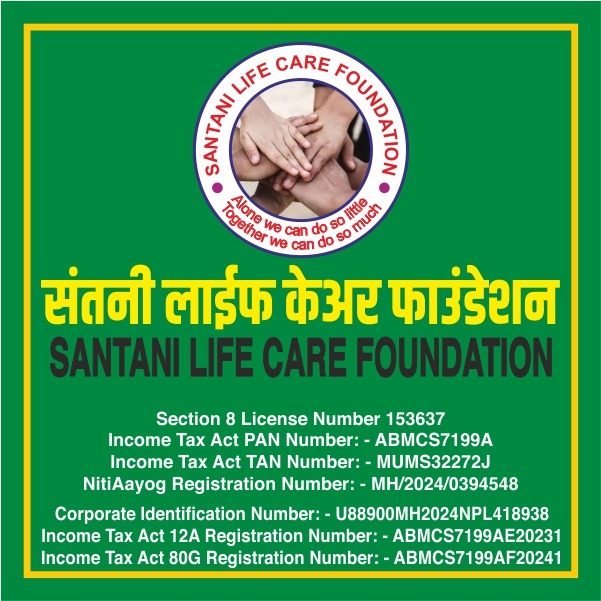 SANTANI LIFE CARE FOUNDATION
Alone we can do so little
Together we can do so much
संतनी लाईफ केअर फाउंडेशन
SANTANI LIFE CARE FOUNDATION
Section 8 License Number 153637
Income Tax Act PAN Number: - ABMCS7199A
Income Tax Act TAN Number: - MUMS32272J
NitiAayog Registration Number: - MH/2024/0394548
Corporate Identification Number: - U88900MH2024NPL418938
Income Tax Act 12A Registration Number: - ABMCS7199AE20231
Income Tax Act 80G Registration Number: - ABMCS7199AF20241